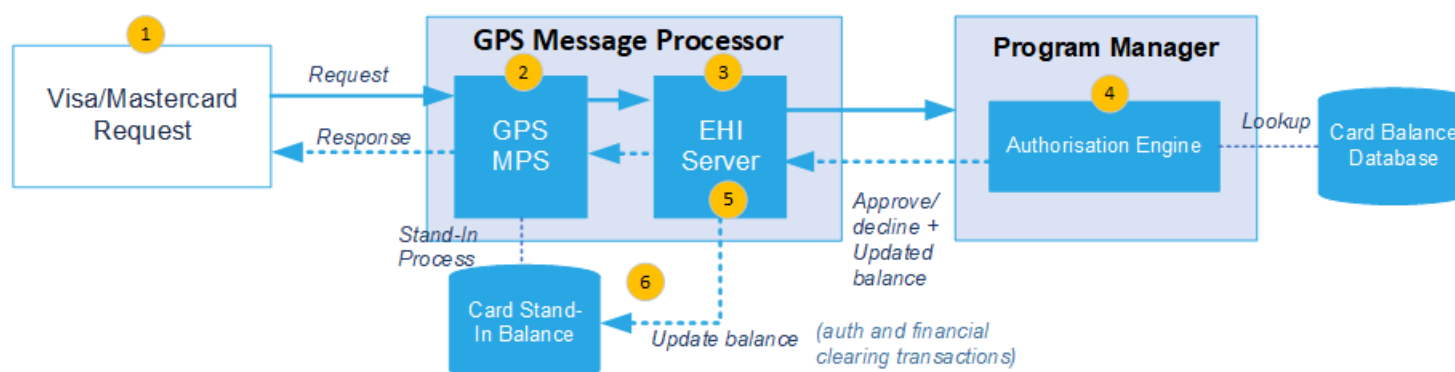 1
Visa/Mastercard
Request
Request
Response
GPS Message Processor
2
GPS
MPS
3
EHI
Server
5
Program Manager
4
Authorisation Engine
Lookup
Card Balance
Database
Approve/
decline +
Updated
balance
Stand-In
Process
6
Card Stand-
In Balance
Update balance
(auth and financial
clearing transactions)